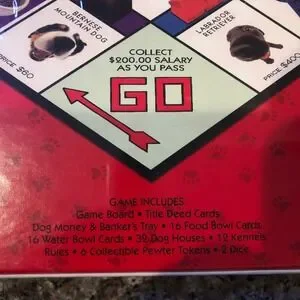 BERNESE
MOUNTAIN DOG
LABRADOR
RETRIEVER
PRICE $60
PRICE $400
COLLECT
$200.00 SALARY
AS YOU PASS
GO
GAME INCLUDES
Game Board • Title Deed Cards
Dog Money & Banker's Tray • 16 Food Bowl Cards
16 Water Bowl Cards • 32 Dog Houses • 12 Kennels
Rules • 6 Collectible Pewter Tokens • 2 Dice